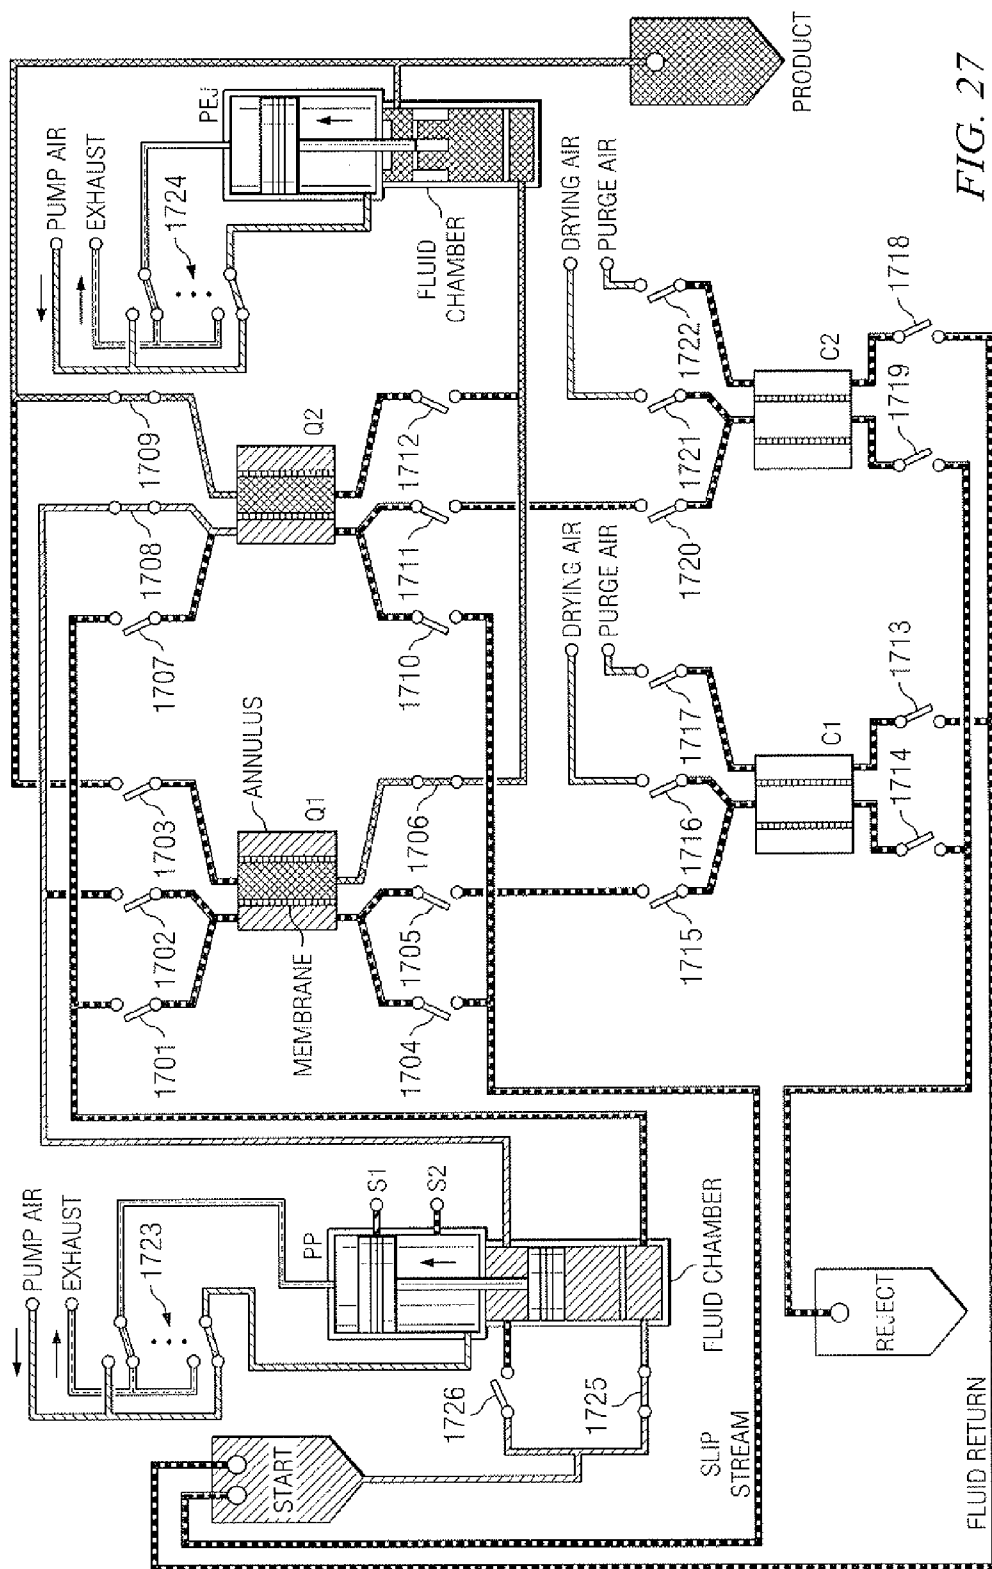 PUMP AIR
EXHAUST
1723
PP
S1
S2
START
1726
1725
FLUID CHAMBER
SLIP
STREAM
REJECT
FLUID RETURN
1701
1702
1703
ANNULUS
Q1
MEMBRANE
1704
1705
1706
1707
1708
1709
Q2
1710
1711
1712
PUMP AIR
EXHAUST
1724
PEJ
FLUID
CHAMBER
PRODUCT
DRYING AIR
PURGE AIR
1715
1716
1717
C1
1714
1713
DRYING AIR
PURGE AIR
1720
1721
1722
C2
1719
1718
FIG. 27